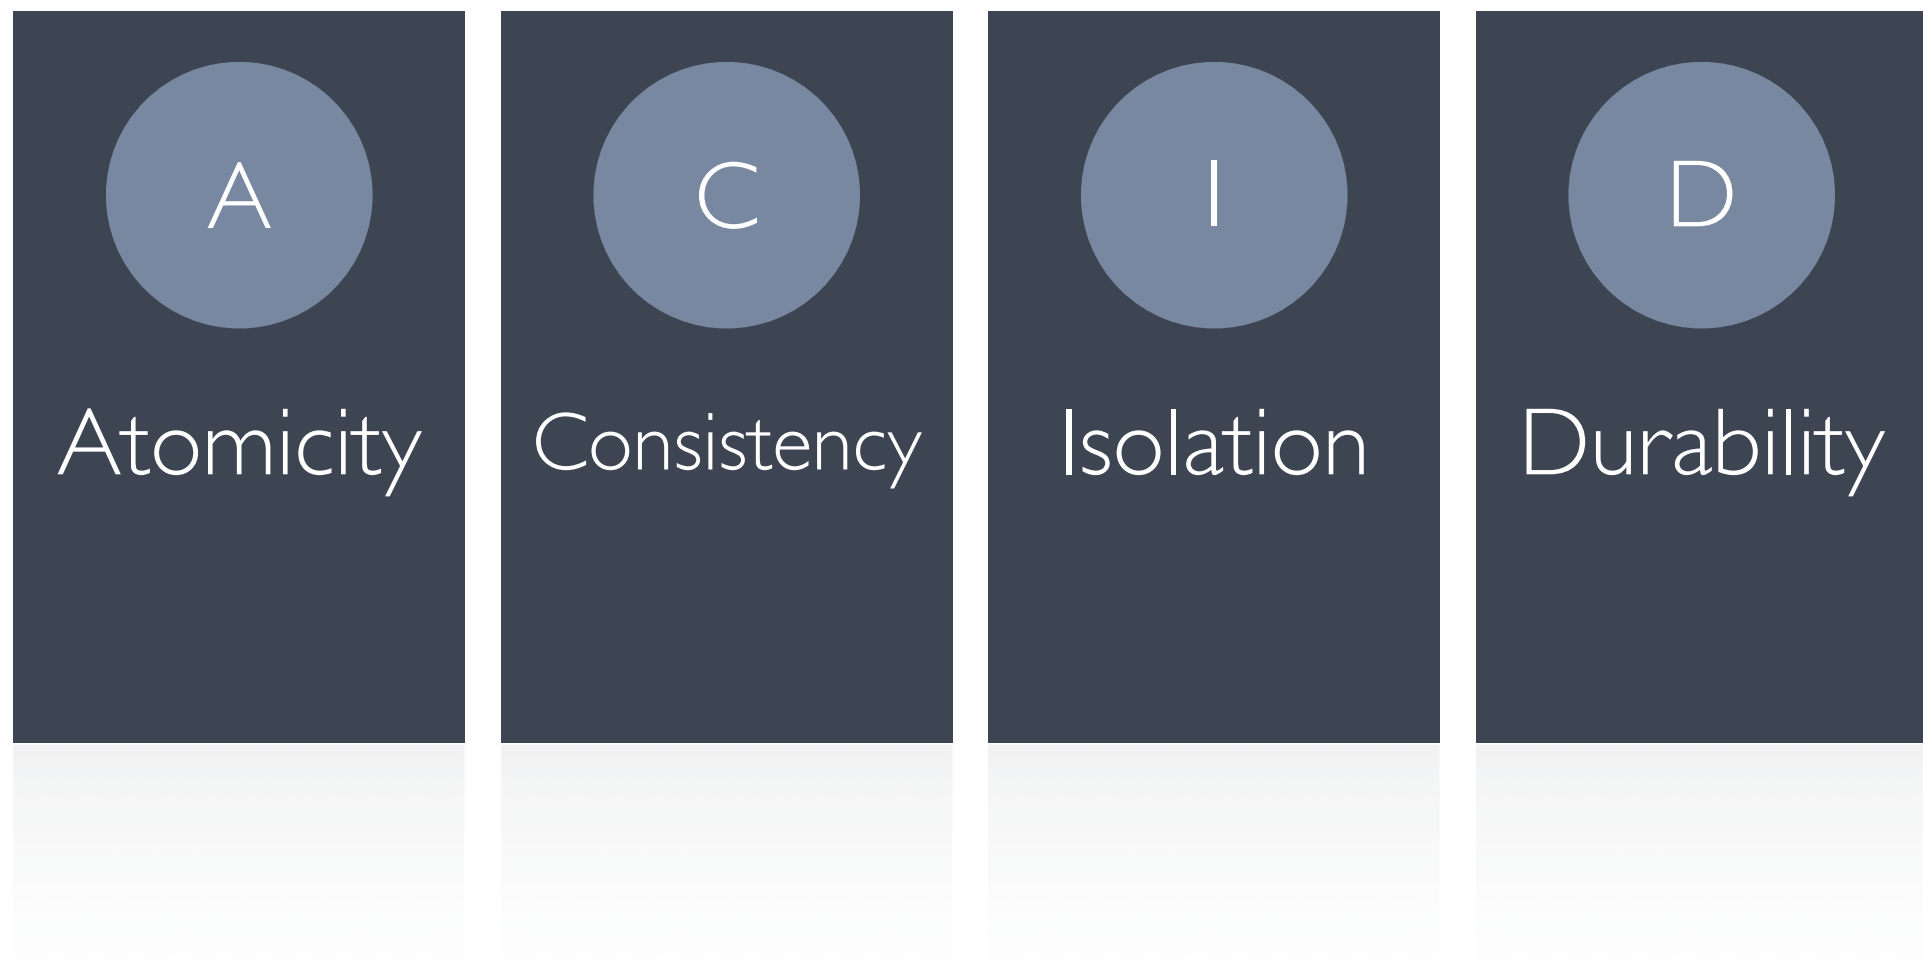 A
Atomicity
C
Consistency
I
Isolation
D
Durability